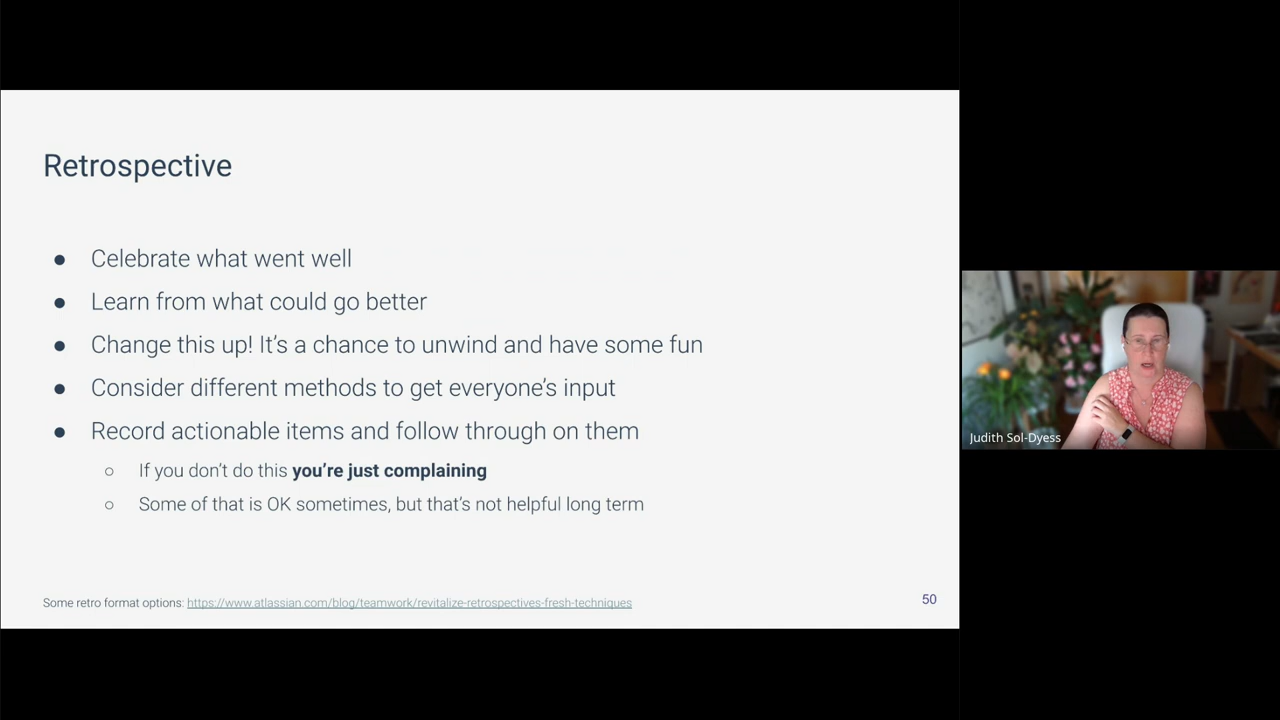 Retrospective
● Celebrate what went well
● Learn from what could go better
● Change this up! It's a chance to unwind and have some fun
● Consider different methods to get everyone's input
● Record actionable items and follow through on them
○ If you don't do this you're just complaining
○ Some of that is OK sometimes, but that's not helpful long term
Some retro format options: https://www.atlassian.com/blog/teamwork/revitalize-retrospectives-fresh-techniques
50
Judith Sol-Dyess